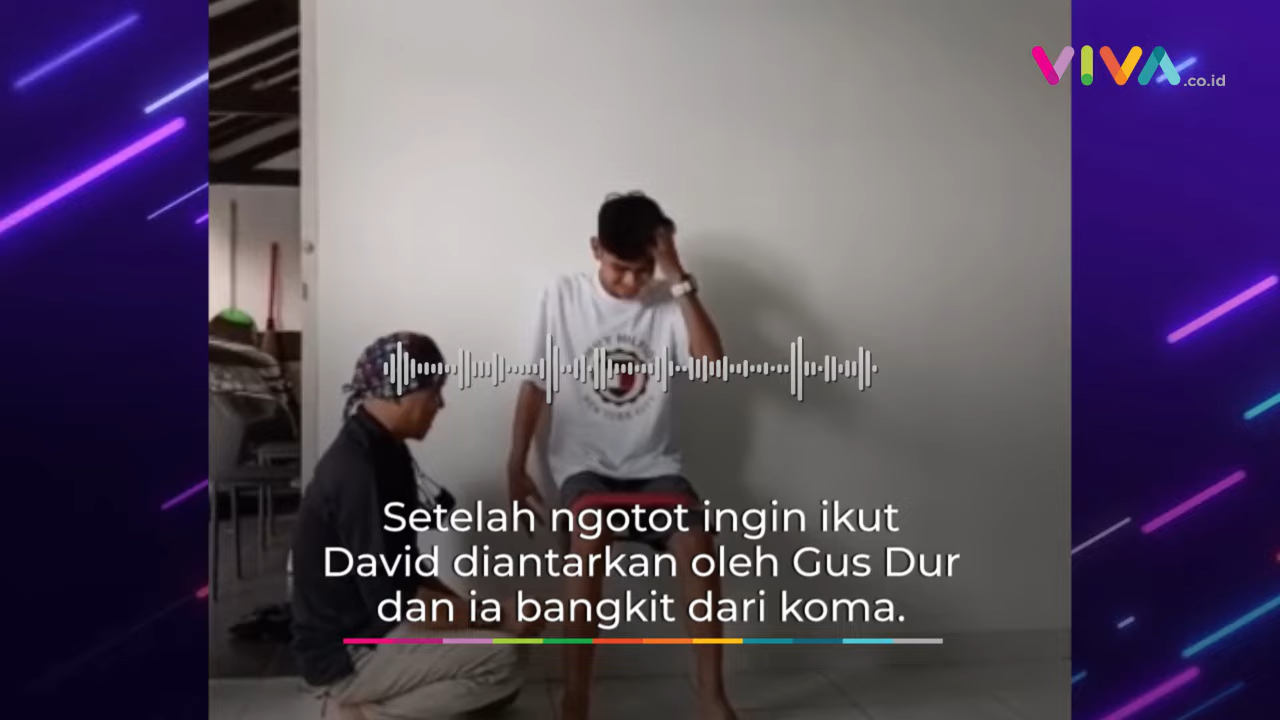 VIVA.co.id
Setelah ngotot ingin ikut
David diantarkan oleh Gus Dur
dan ia bangkit dari koma.